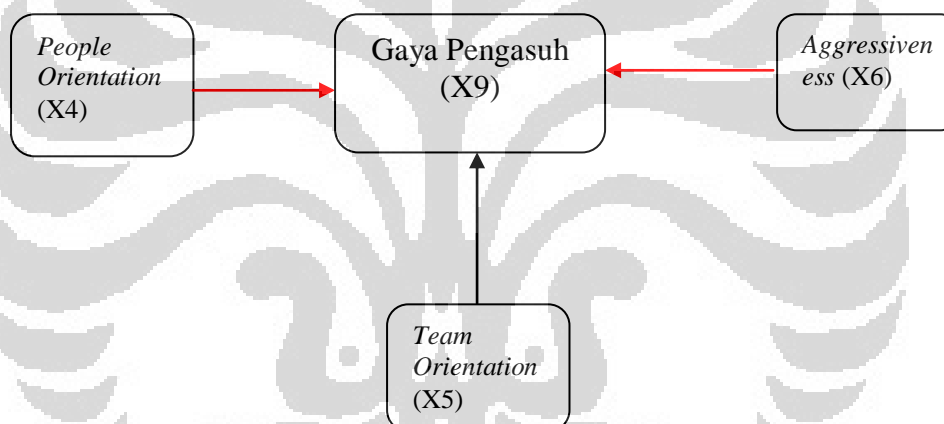 People
Orientation
(X4)
Gaya Pengasuh
(X9)
Aggressiven
ess (X6)
Team
Orientation
(X5)